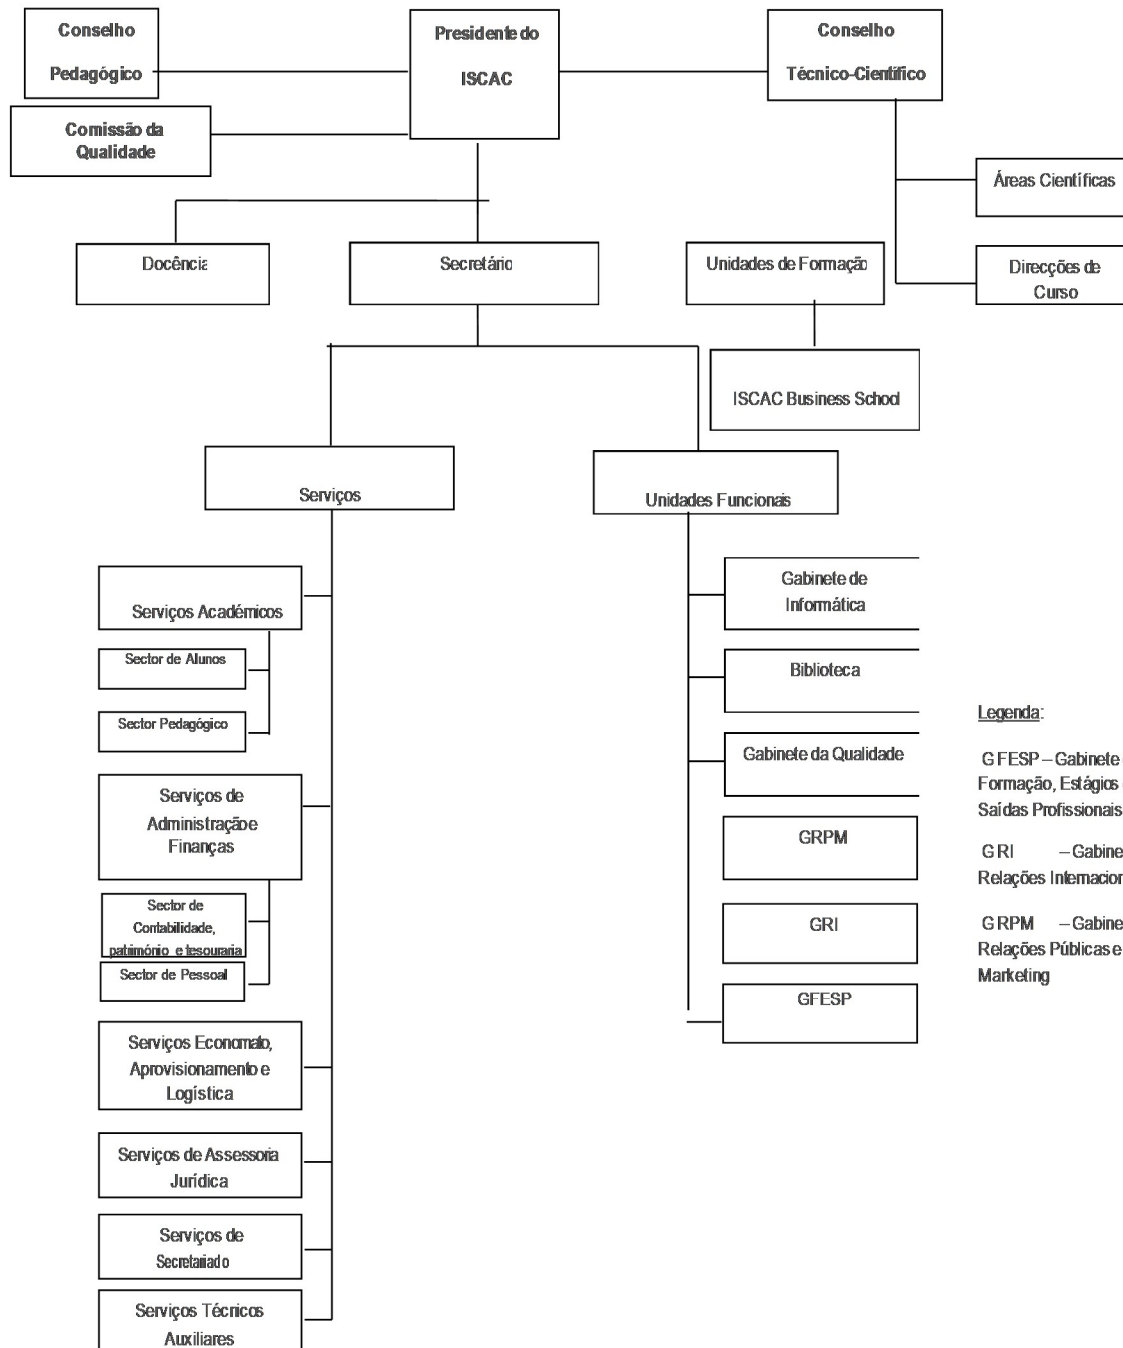 Conselho
Pedagógico
Presidente do
ISCAC
Conselho
Técnico-Científico
Comissão da
Qualidade
Áreas Científicas
Docência
Secretário
Unidades de Formação
Direcções de
Curso
ISCAC Business School
Serviços
Unidades Funcionais
Serviços Académicos
Sector de Alunos
Sector Pedagógico
Serviços de
Administração e
Finanças
Sector de
Contabilidade,
património e tesouraria
Sector de Pessoal
Serviços Economato,
Aprovisionamento e
Logística
Serviços de Assessoria
Jurídica
Serviços de
Secretariado
Serviços Técnicos
Auxiliares
Gabinete de
Informática
Biblioteca
Gabinete da Qualidade
GRPM
GRI
GFESP
Legenda:
GFESP – Gabinete
Formação, Estágios
Saídas Profissionais
GRI – Gabine
Relações Internacion
GRPM – Gabine
Relações Públicas e
Marketing